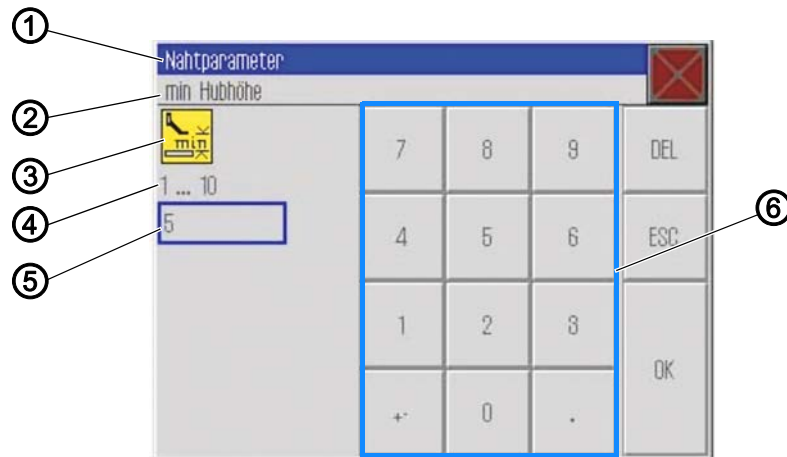 ①
Nahtparameter
②
min Hubhöhe
③
min
④
1 ... 10
⑤
5
7 8 9 DEL
4 5 6 ESC
⑥
1 2 3 OK
+- 0 .